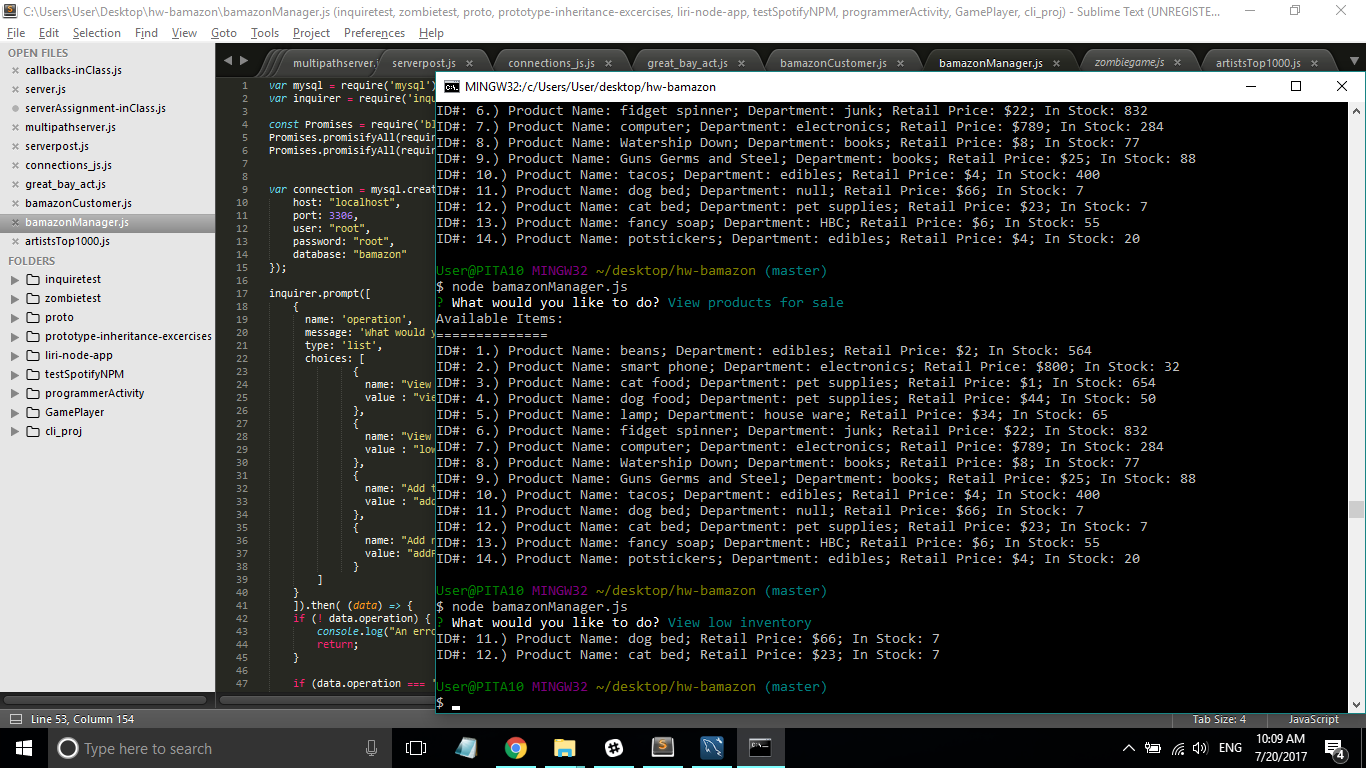 C:\Users\User\Desktop\hw-bamazon\bamazonManager.js (inquiretest, zombietest, proto, prototype-inheritance-excercises, liri-node-app, testSpotifyNPM, programmerActivity, GamePlayer, cli_proj) - Sublime Text (UNREGISTE...
File Edit Selection Find View Goto Tools Project Preferences Help
OPEN FILES
callbacks-inClass.js
server.js
serverAssignment-inClass.js
multipathserver.js
serverpost.js
connections_js.js
great_bay_act.js
bamazonCustomer.js
bamazonManager.js
artistsTop1000.js
FOLDERS
inquiretest
zombietest
proto
prototype-inheritance-excercises
liri-node-app
testSpotifyNPM
programmerActivity
GamePlayer
cli_proj
multipathserver.j serverpost.js connections_js.js great_bay_act.js bamazonCustomer.js bamazonManager.js zombiegame.js artistsTop1000.js
1 var mysql = require('mysql')
2 var inquirer = require('inqu
3
4 const Promises = require('bl
5 Promises.promisifyAll(requir
6 Promises.promisifyAll(requir
7
8
9 var connection = mysql.creat
10 host: "localhost",
11 port: 3306,
12 user: "root",
13 password: "root",
14 database: "bamazon"
15 });
16
17 inquirer.prompt([
18 {
19 name: 'operation',
20 message: 'What would y
21 type: 'list',
22 choices: [
23 {
24 name: "View
25 value : "vie
26 },
27 {
28 name: "View
29 value : "low
30 },
31 {
32 name: "Add t
33 value : "add
34 },
35 {
36 name: "Add n
37 value: "addP
38 }
39 ]
40 }
41 ]).then( (data) => {
42 if (! data.operation) {
43 console.log("An erro
44 return;
45 }
46
47 if (data.operation === '
MINGW32:/c/Users/User/desktop/hw-bamazon
ID#: 6.) Product Name: fidget spinner; Department: junk; Retail Price: $22; In Stock: 832
ID#: 7.) Product Name: computer; Department: electronics; Retail Price: $789; In Stock: 284
ID#: 8.) Product Name: Watership Down; Department: books; Retail Price: $8; In Stock: 77
ID#: 9.) Product Name: Guns Germs and Steel; Department: books; Retail Price: $25; In Stock: 88
ID#: 10.) Product Name: tacos; Department: edibles; Retail Price: $4; In Stock: 400
ID#: 11.) Product Name: dog bed; Department: null; Retail Price: $66; In Stock: 7
ID#: 12.) Product Name: cat bed; Department: pet supplies; Retail Price: $23; In Stock: 7
ID#: 13.) Product Name: fancy soap; Department: HBC; Retail Price: $6; In Stock: 55
ID#: 14.) Product Name: potstickers; Department: edibles; Retail Price: $4; In Stock: 20
User@PITA10 MINGW32 ~/desktop/hw-bamazon (master)
$ node bamazonManager.js
? What would you like to do? View products for sale
Available Items:
==============
ID#: 1.) Product Name: beans; Department: edibles; Retail Price: $2; In Stock: 564
ID#: 2.) Product Name: smart phone; Department: electronics; Retail Price: $800; In Stock: 32
ID#: 3.) Product Name: cat food; Department: pet supplies; Retail Price: $1; In Stock: 654
ID#: 4.) Product Name: dog food; Department: pet supplies; Retail Price: $44; In Stock: 50
ID#: 5.) Product Name: lamp; Department: house ware; Retail Price: $34; In Stock: 65
ID#: 6.) Product Name: fidget spinner; Department: junk; Retail Price: $22; In Stock: 832
ID#: 7.) Product Name: computer; Department: electronics; Retail Price: $789; In Stock: 284
ID#: 8.) Product Name: Watership Down; Department: books; Retail Price: $8; In Stock: 77
ID#: 9.) Product Name: Guns Germs and Steel; Department: books; Retail Price: $25; In Stock: 88
ID#: 10.) Product Name: tacos; Department: edibles; Retail Price: $4; In Stock: 400
ID#: 11.) Product Name: dog bed; Department: null; Retail Price: $66; In Stock: 7
ID#: 12.) Product Name: cat bed; Department: pet supplies; Retail Price: $23; In Stock: 7
ID#: 13.) Product Name: fancy soap; Department: HBC; Retail Price: $6; In Stock: 55
ID#: 14.) Product Name: potstickers; Department: edibles; Retail Price: $4; In Stock: 20
User@PITA10 MINGW32 ~/desktop/hw-bamazon (master)
$ node bamazonManager.js
? What would you like to do? View low inventory
ID#: 11.) Product Name: dog bed; Retail Price: $66; In Stock: 7
ID#: 12.) Product Name: cat bed; Retail Price: $23; In Stock: 7
User@PITA10 MINGW32 ~/desktop/hw-bamazon (master)
$
Line 53, Column 154 Tab Size: 4 JavaScript
Type here to search ENG 10:09 AM
7/20/2017 4